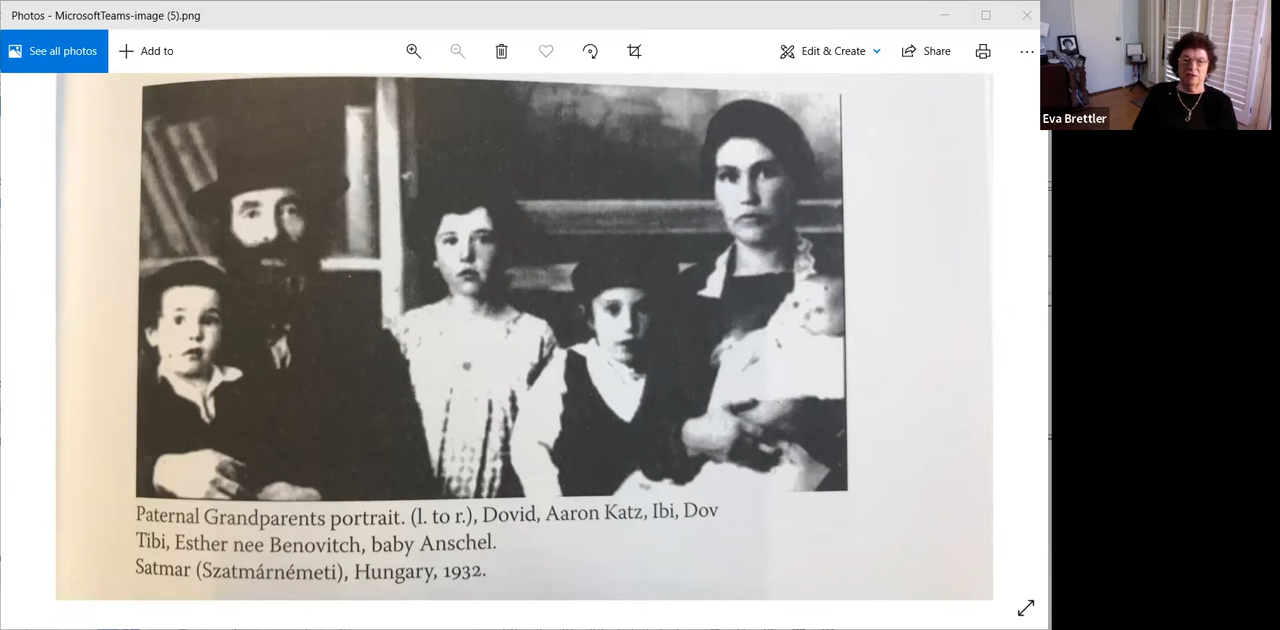 Photos - MicrosoftTeams-image (5).png
See all photos
Add to
Edit & Create
Share
Eva Brettler
Paternal Grandparents portrait. (l. to r.), Dovid, Aaron Katz, Ibi, Dov
Tibi, Esther nee Benovitch, baby Anschel.
Satmar (Szatmárnémeti), Hungary, 1932.